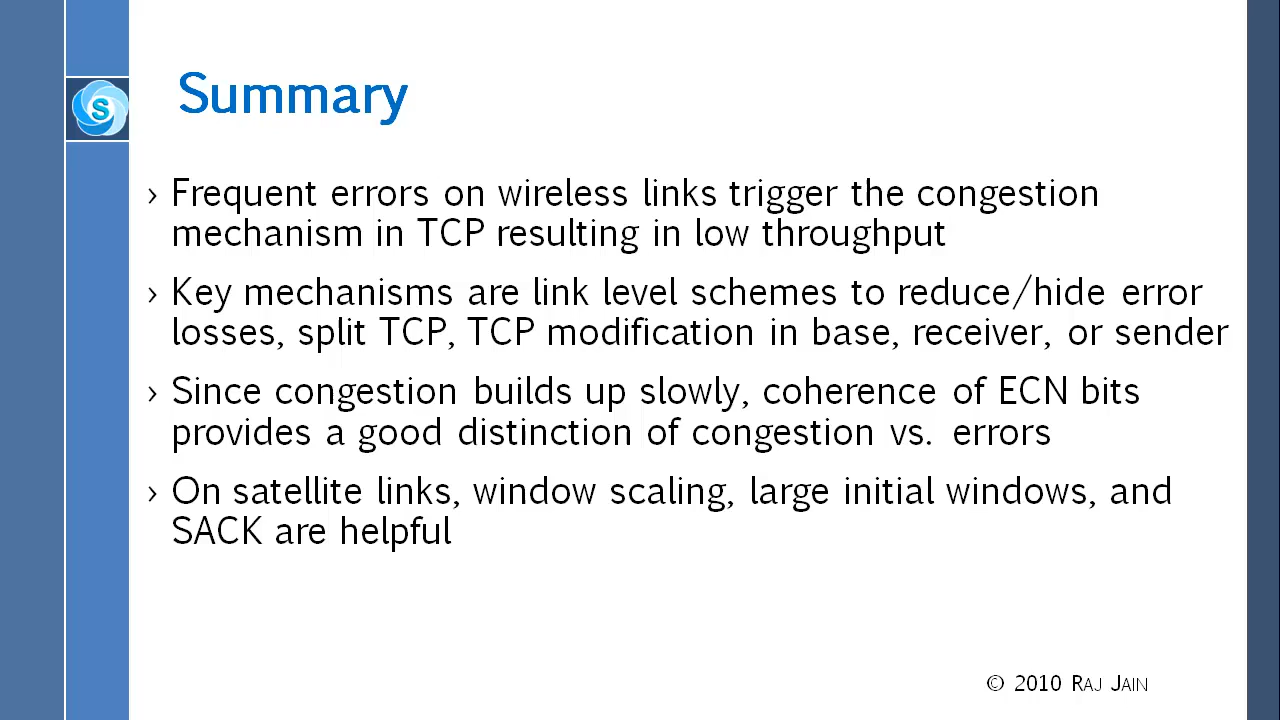 Summary
S
› Frequent errors on wireless links trigger the congestion
mechanism in TCP resulting in low throughput
› Key mechanisms are link level schemes to reduce/hide error
losses, split TCP, TCP modification in base, receiver, or sender
› Since congestion builds up slowly, coherence of ECN bits
provides a good distinction of congestion vs. errors
› On satellite links, window scaling, large initial windows, and
SACK are helpful
© 2010 RAJ JAIN